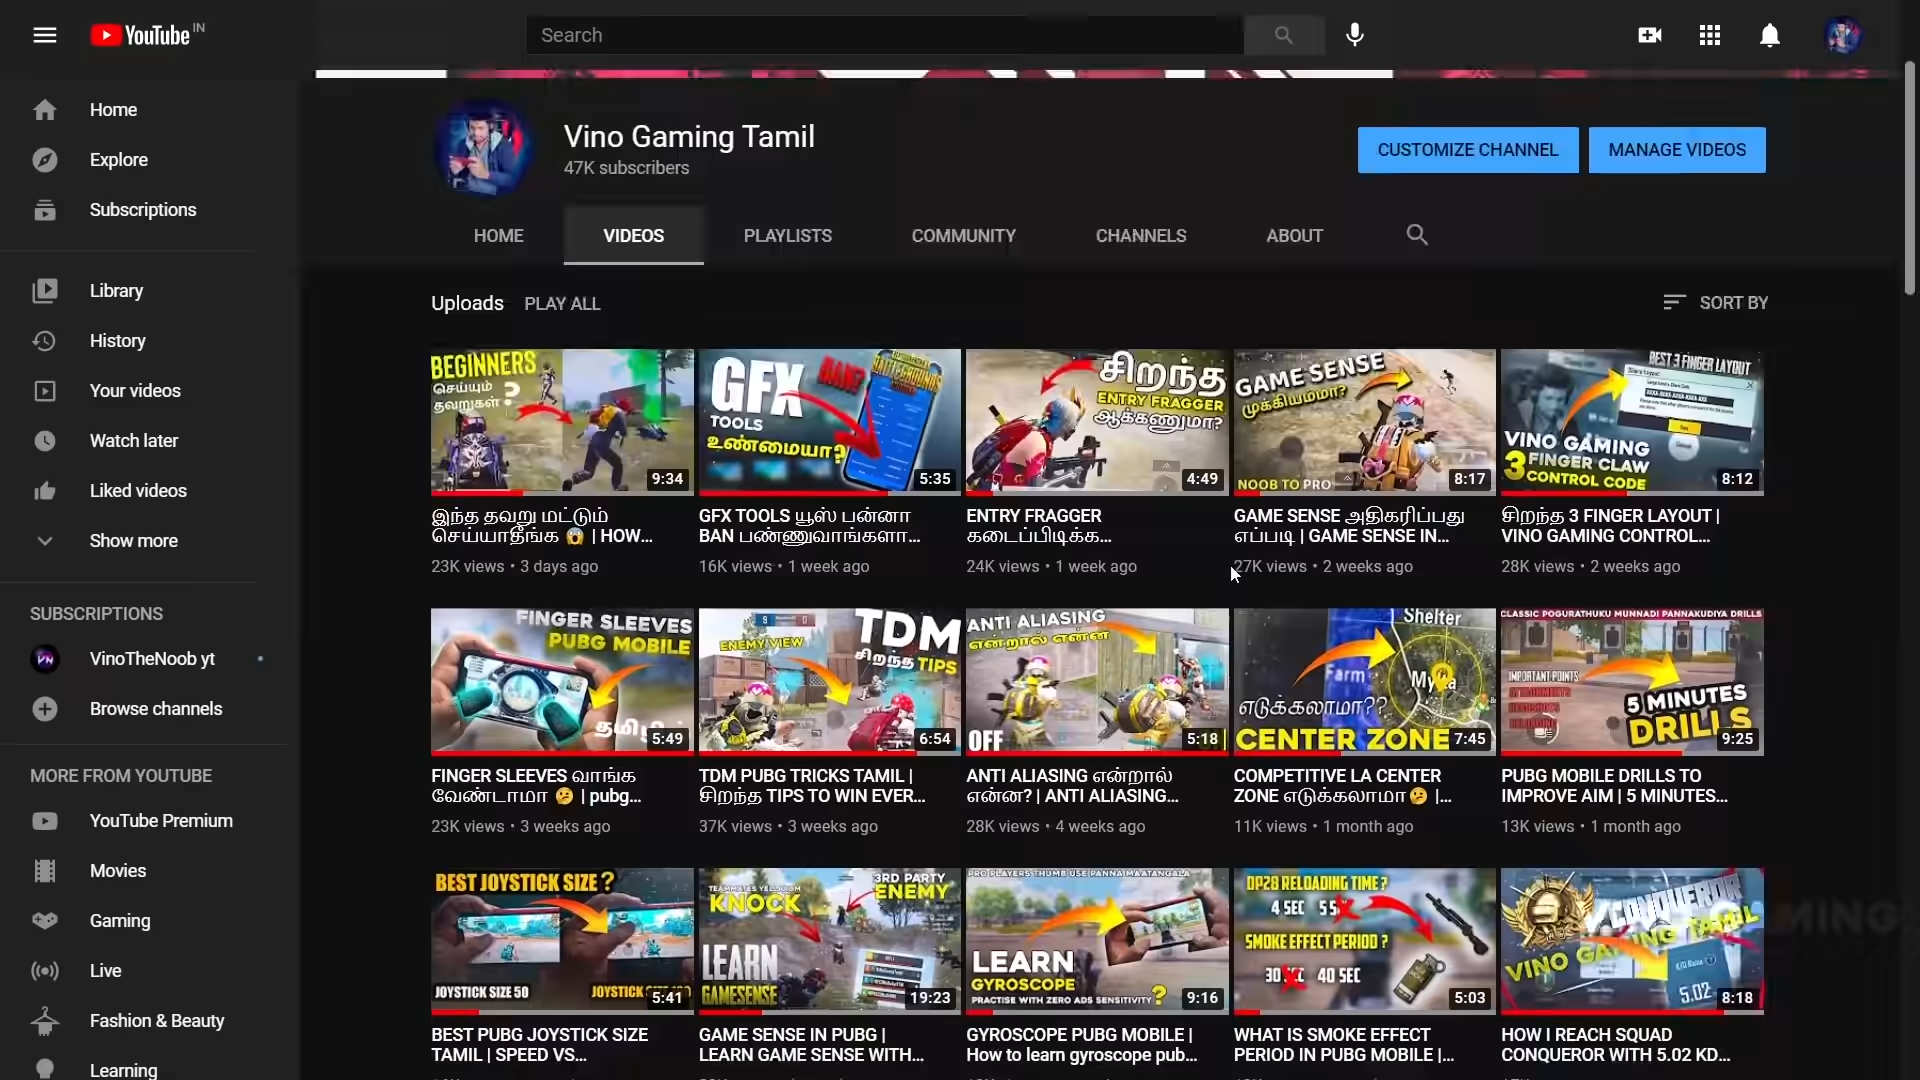 YouTube IN
Search
Home
Explore
Subscriptions
Library
History
Your videos
Watch later
Liked videos
Show more
SUBSCRIPTIONS
VinoTheNoob yt
Browse channels
MORE FROM YOUTUBE
YouTube Premium
Movies
Gaming
Live
Fashion & Beauty
Learning
Vino Gaming Tamil
47K subscribers
CUSTOMIZE CHANNEL
MANAGE VIDEOS
HOME
VIDEOS
PLAYLISTS
COMMUNITY
CHANNELS
ABOUT
Uploads PLAY ALL
SORT BY
BEGINNERS
செய்யும்
தவறுகள் ?
9:34
இந்த தவறு மட்டும்
செய்யாதீங்க 😱 | HOW...
23K views • 3 days ago
GFX
TOOLS
உண்மையா?
BAN?
5:35
GFX TOOLS யூஸ் பன்னா
BAN பண்ணுவாங்களா...
16K views • 1 week ago
சிறந்த
ENTRY FRAGGER
ஆக்கணுமா?
4:49
ENTRY FRAGGER
கடைப்பிடிக்க...
24K views • 1 week ago
GAME SENSE
முக்கியமமா?
NOOB TO PRO
8:17
GAME SENSE அதிகரிப்பது
எப்படி | GAME SENSE IN...
27K views • 2 weeks ago
BEST 3 FINGER LAYOUT
VINO GAMING
3 FINGER CLAW
CONTROL CODE
8:12
சிறந்த 3 FINGER LAYOUT |
VINO GAMING CONTROL...
28K views • 2 weeks ago
FINGER SLEEVES
PUBG MOBILE
5:49
FINGER SLEEVES வாங்க
வேண்டாமா 🤔 | pubg...
23K views • 3 weeks ago
ENEMY VIEW
TDM
சிறந்த TIPS
6:54
TDM PUBG TRICKS TAMIL |
சிறந்த TIPS TO WIN EVER...
37K views • 3 weeks ago
ANTI ALIASING
என்றால் என்ன
OFF
5:18
ANTI ALIASING என்றால்
என்ன? | ANTI ALIASING...
28K views • 4 weeks ago
Shelter
Farm
எடுக்கலாமா??
CENTER ZONE
7:45
COMPETITIVE LA CENTER
ZONE எடுக்கலாமா🤔 |...
11K views • 1 month ago
CLASSIC POGURATHUKU MUNNADI PANNAKUDIYA DRILLS
IMPORTANT POINTS
5 MINUTES
DRILLS
9:25
PUBG MOBILE DRILLS TO
IMPROVE AIM | 5 MINUTES...
13K views • 1 month ago
BEST JOYSTICK SIZE ?
JOYSTICK SIZE 50
5:41
BEST PUBG JOYSTICK SIZE
TAMIL | SPEED VS...
TEAMMATES YELLARUM
KNOCK
3RD PARTY
ENEMY
LEARN
GAMESENSE
19:23
GAME SENSE IN PUBG |
LEARN GAME SENSE WITH...
PRO PLAYERS THUMB USE PANNA MAATANGALA
LEARN
GYROSCOPE
PRACTISE WITH ZERO ADS SENSITIVITY ?
9:16
GYROSCOPE PUBG MOBILE |
How to learn gyroscope pub...
DP28 RELOADING TIME ?
4 SEC 5 SEC
SMOKE EFFECT PERIOD ?
30 SEC 40 SEC
5:03
WHAT IS SMOKE EFFECT
PERIOD IN PUBG MOBILE |...
CONQUEROR
VINO GAMING TAMIL
5.02
8:18
HOW I REACH SQUAD
CONQUEROR WITH 5.02 KD...